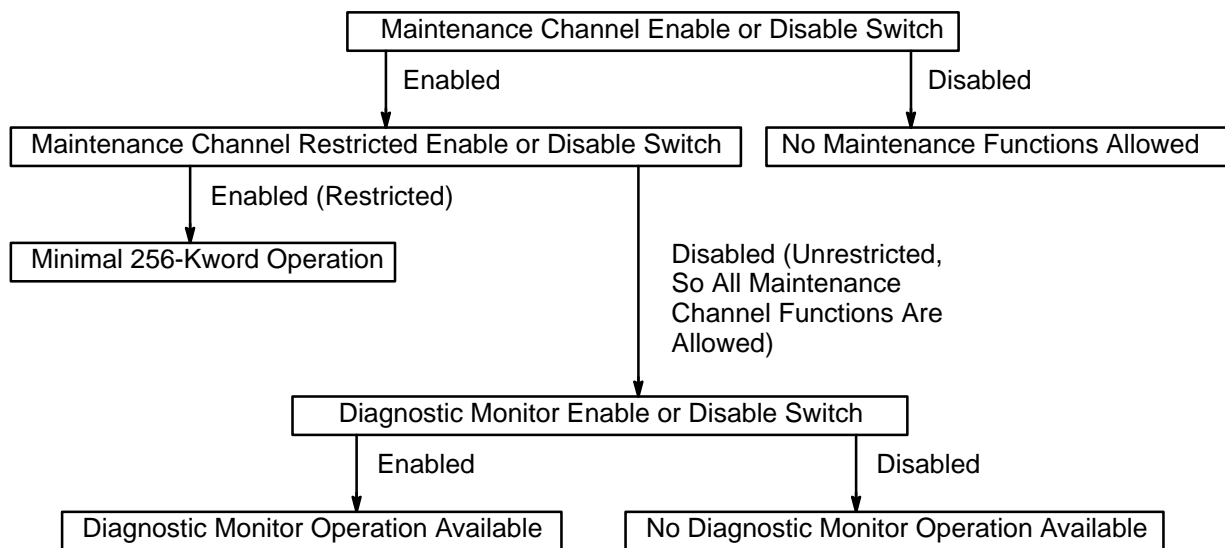 Maintenance Channel Enable or Disable Switch
Enabled
Disabled
Maintenance Channel Restricted Enable or Disable Switch
No Maintenance Functions Allowed
Enabled (Restricted)
Minimal 256-Kword Operation
Disabled (Unrestricted,
So All Maintenance
Channel Functions Are
Allowed)
Diagnostic Monitor Enable or Disable Switch
Enabled
Disabled
Diagnostic Monitor Operation Available
No Diagnostic Monitor Operation Available